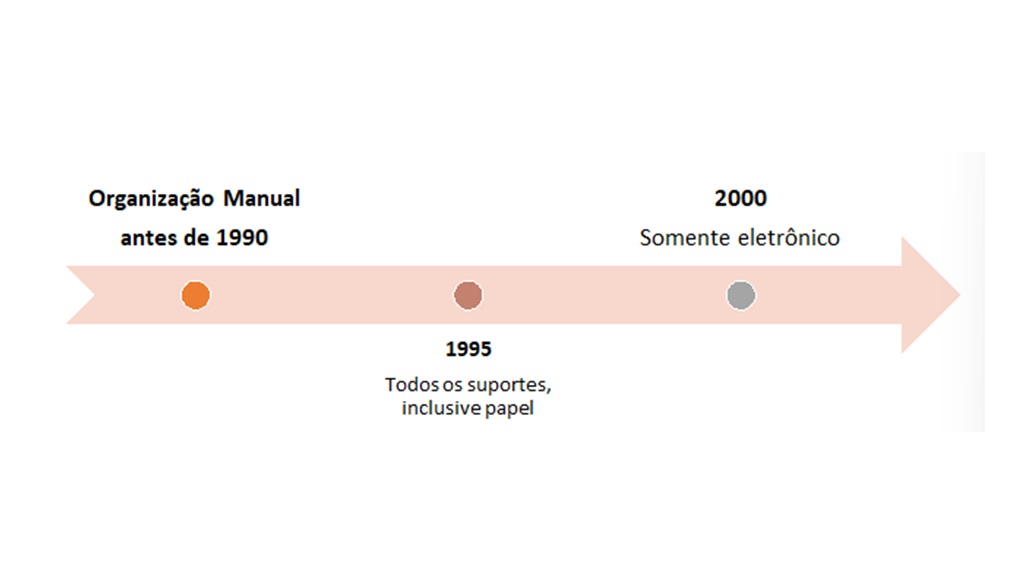 Organização Manual
antes de 1990
1995
Todos os suportes,
inclusive papel
2000
Somente eletrônico